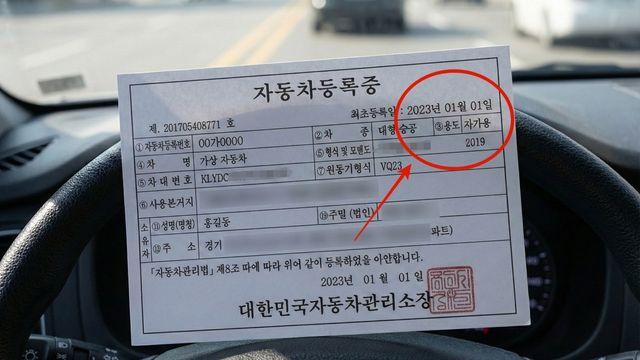 자동차등록증
제. 201705408771 호
최초등록일 : 2023년 01월 01일
①자동차등록번호 00가0000 ②차 종 대형 승공 ③용도 자가용
④차 명 가상 자동차 ⑥형식 및 모델도 2019
⑤차 대 번 호 KLYDC ⑦원동기형식 VQ23
⑥사용본거지
소유자 ⑪성명(명칭) 홍길동 (법인)
⑩주 소 경기 파트)
「자동차관리법」제8조 따에 따라 위어 같이 등록하었을 이안합니다.
2023년 01월 01일
대한민국자동차관리소장